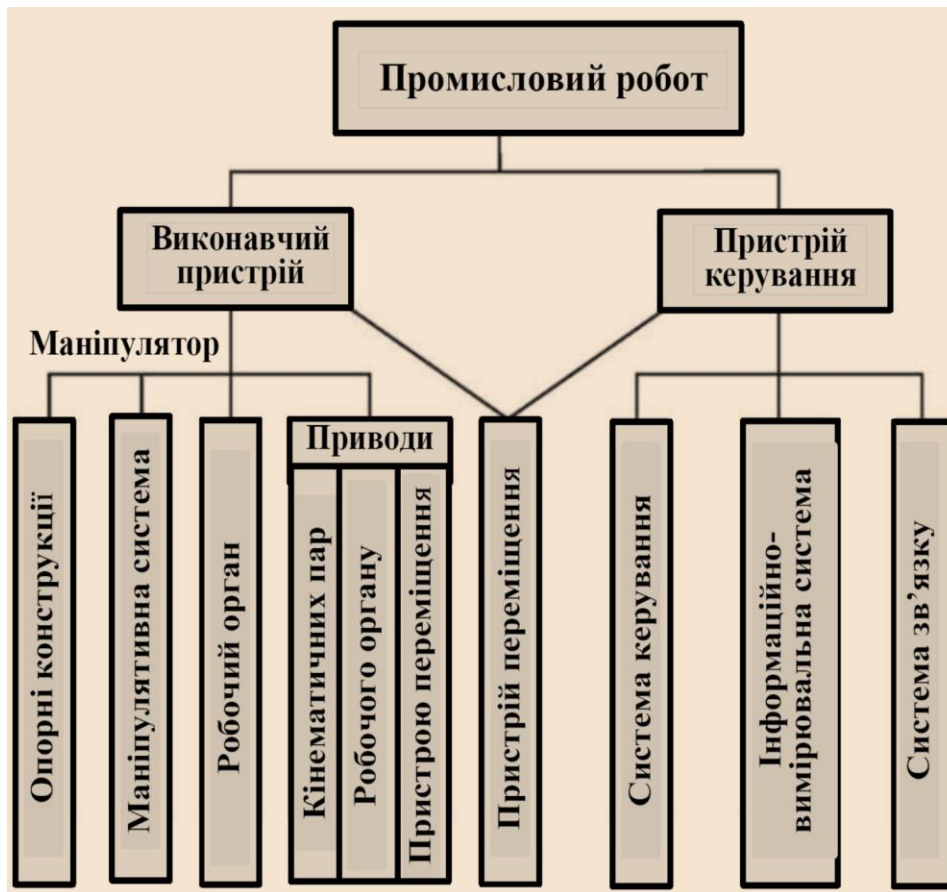 Промисловий робот
Виконавчий
пристрій
Пристрій
керування
Маніпулятор
Опорні конструкції
Маніпулятивна система
Робочий орган
Приводи
Кінематичних пар
Робочого органу
Пристрою переміщення
Пристрій переміщення
Система керування
Інформаційно-
вимірювальна система
Система зв’язку